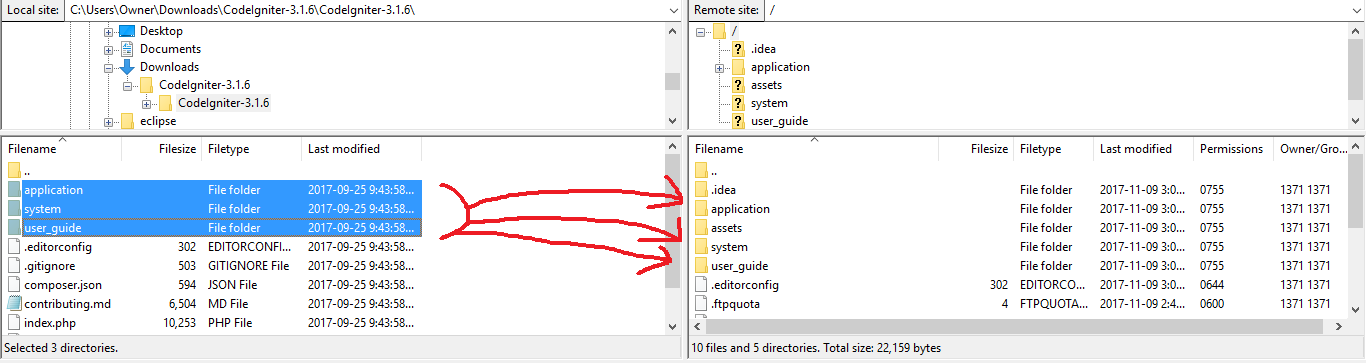 Local site: C:\Users\Owner\Downloads\CodeIgniter-3.1.6\CodeIgniter-3.1.6\
Desktop
Documents
Downloads
CodeIgniter-3.1.6
CodeIgniter-3.1.6
eclipse
Filename Filesize Filetype Last modified
..
application File folder 2017-09-25 9:43:58...
system File folder 2017-09-25 9:43:58...
user_guide File folder 2017-09-25 9:43:58...
.editorconfig 302 EDITORCONFI... 2017-09-25 9:43:58...
.gitignore 503 GITIGNORE File 2017-09-25 9:43:58...
composer.json 594 JSON File 2017-09-25 9:43:58...
contributing.md 6,504 MD File 2017-09-25 9:43:58...
index.php 10,253 PHP File 2017-09-25 9:43:58...
Selected 3 directories.
Remote site: /
/
.idea
application
assets
system
user_guide
Filename Filesize Filetype Last modified Permissions Owner/Gro...
..
.idea File folder 2017-11-09 3:0... 0755 1371 1371
application File folder 2017-11-09 3:0... 0755 1371 1371
assets File folder 2017-11-09 3:0... 0755 1371 1371
system File folder 2017-11-09 3:0... 0755 1371 1371
user_guide File folder 2017-11-09 3:0... 0755 1371 1371
.editorconfig 302 EDITORCO... 2017-11-09 3:0... 0644 1371 1371
.ftpquota 4 FTPQUOTA... 2017-11-09 2:4... 0600 1371 1371
10 files and 5 directories. Total size: 22,159 bytes